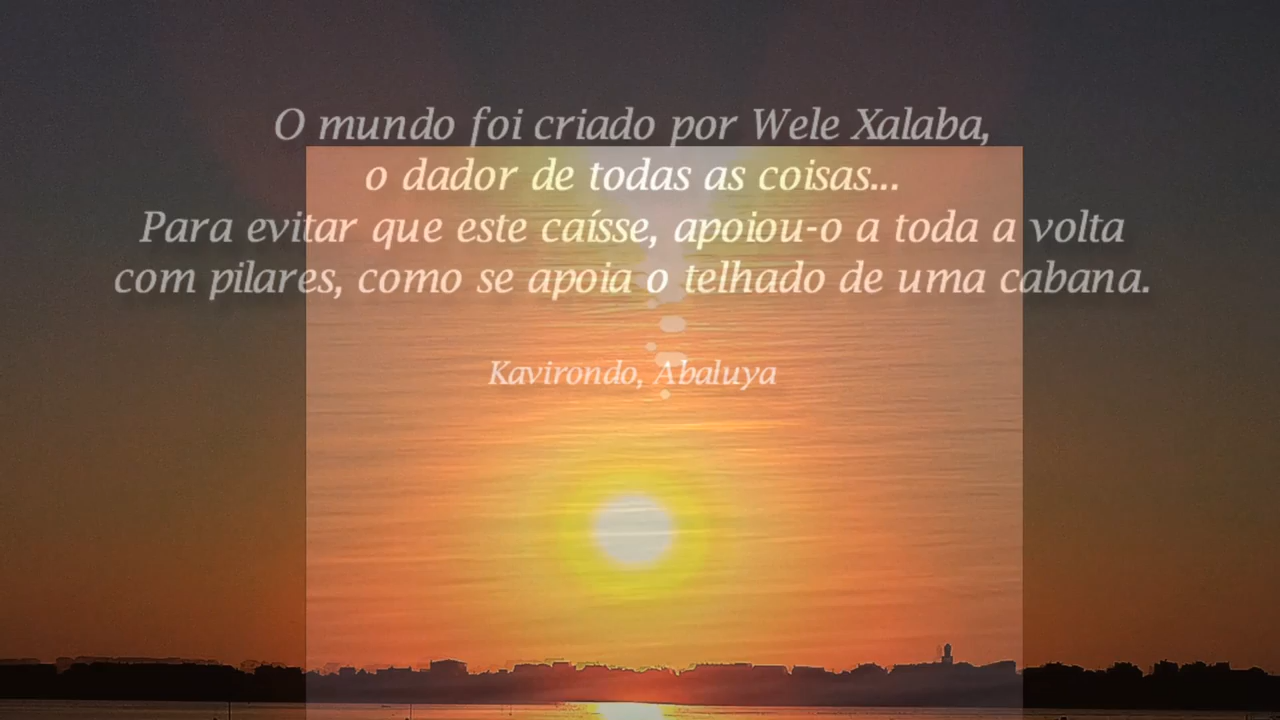 O mundo foi criado por Wele Xalaba,
o dador de todas as coisas...
Para evitar que este caísse, apoiou-o a toda a volta
com pilares, como se apoia o telhado de uma cabana.
Kavirondo, Abaluya